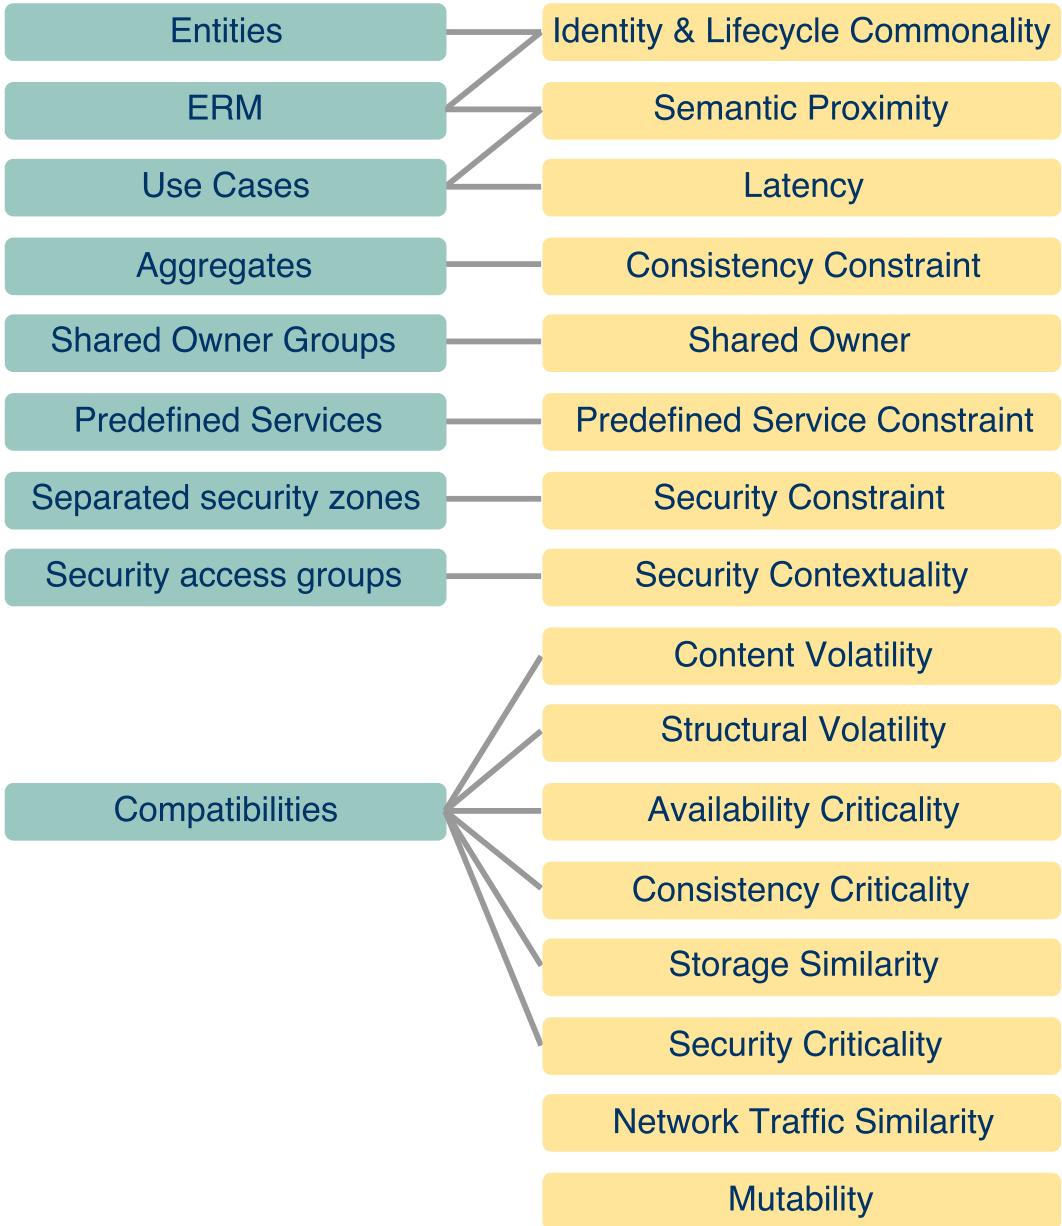 Entities
Identity & Lifecycle Commonality
ERM
Semantic Proximity
Use Cases
Latency
Aggregates
Consistency Constraint
Shared Owner Groups
Shared Owner
Predefined Services
Predefined Service Constraint
Separated security zones
Security Constraint
Security access groups
Security Contextuality
Content Volatility
Structural Volatility
Compatibilities
Availability Criticality
Consistency Criticality
Storage Similarity
Security Criticality
Network Traffic Similarity
Mutability